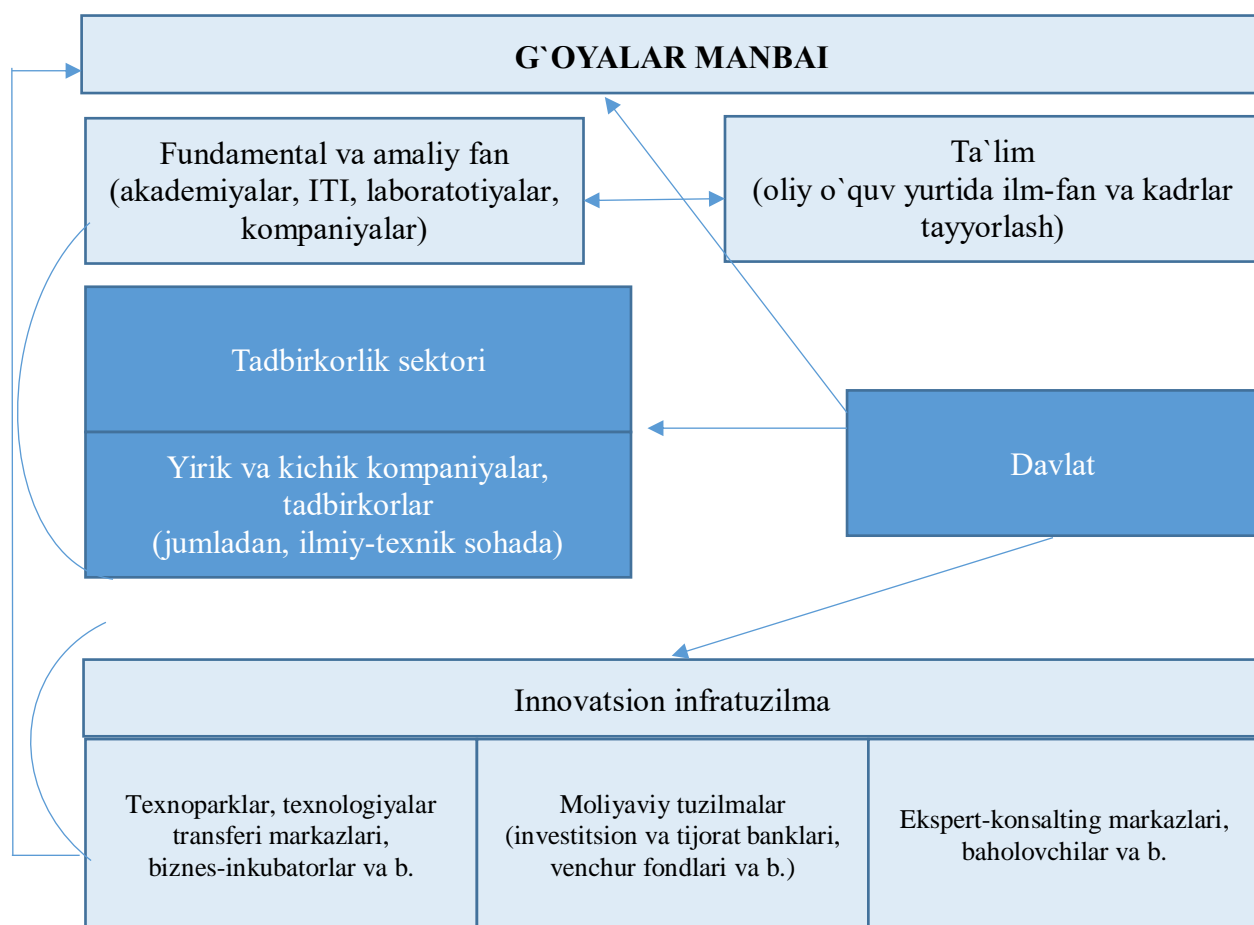 G`OYALAR MANBAI
Fundamental va amaliy fan
(akademiyalar, ITI, laboratotiyalar,
kompaniyalar)
Ta`lim
(oliy o`quv yurtida ilm-fan va kadrlar
tayyorlash)
Tadbirkorlik sektori
Yirik va kichik kompaniyalar,
tadbirkorlar
(jumladan, ilmiy-texnik sohada)
Davlat
Innovatsion infratuzilma
Texnoparklar, texnologiyalar
transferi markazlari,
biznes-inkubatorlar va b.
Moliyaviy tuzilmalar
(investitsion va tijorat banklari,
venchur fondlari va b.)
Ekspert-konsalting markazlari,
baholovchilar va b.